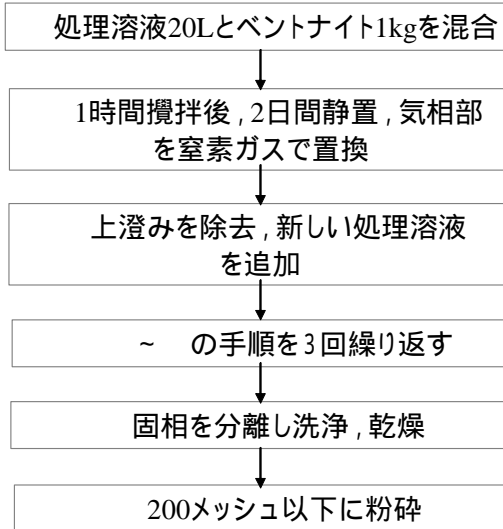 処理溶液20Lとベントナイト1kgを混合
1時間攪拌後,2日間静置,気相部
を窒素ガスで置換
上澄みを除去,新しい処理溶液
を追加
~ の手順を3回繰り返す
固相を分離し洗浄,乾燥
200メッシュ以下に粉砕